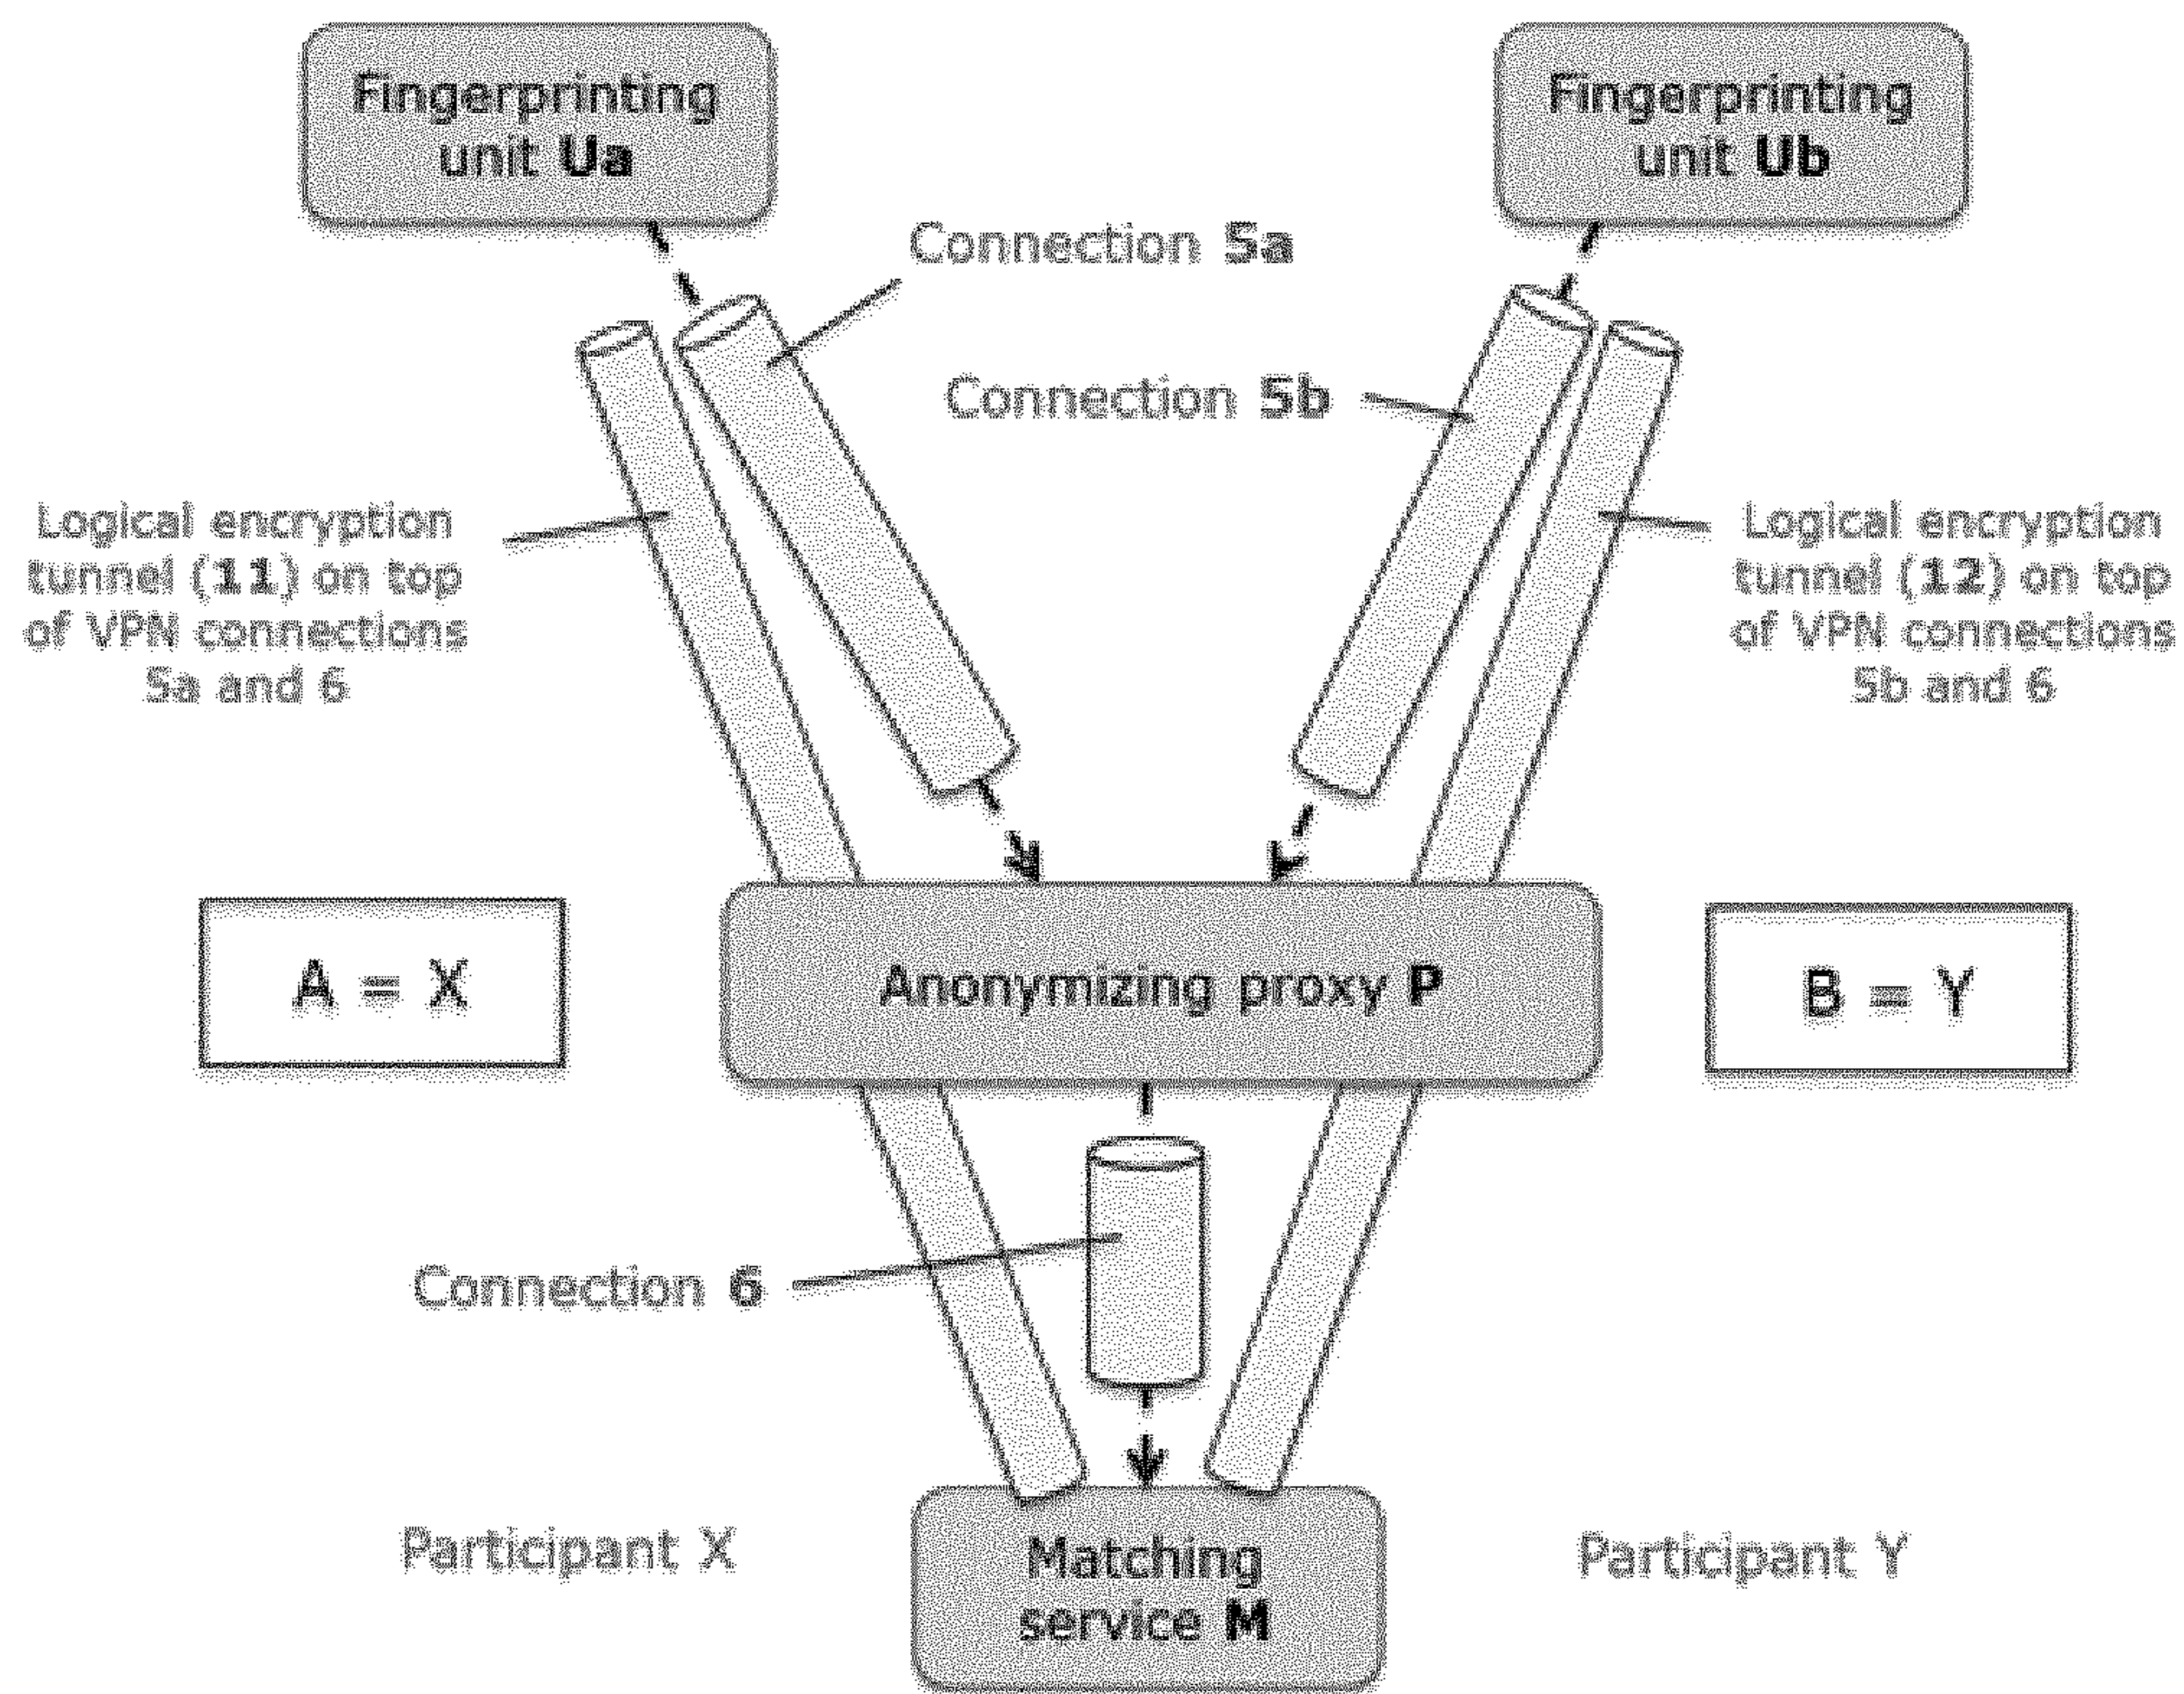 Fingerprinting
unit Ua
Fingerprinting
unit Ub
Connection 5a
Connection 5b
Logical encryption
tunnel (11) on top
of VPN connections
5a and 6
Logical encryption
tunnel (12) on top
of VPN connections
5b and 6
A = X
Anonymizing proxy P
B = Y
Connection 6
Participant X
Matching
service M
Participant Y